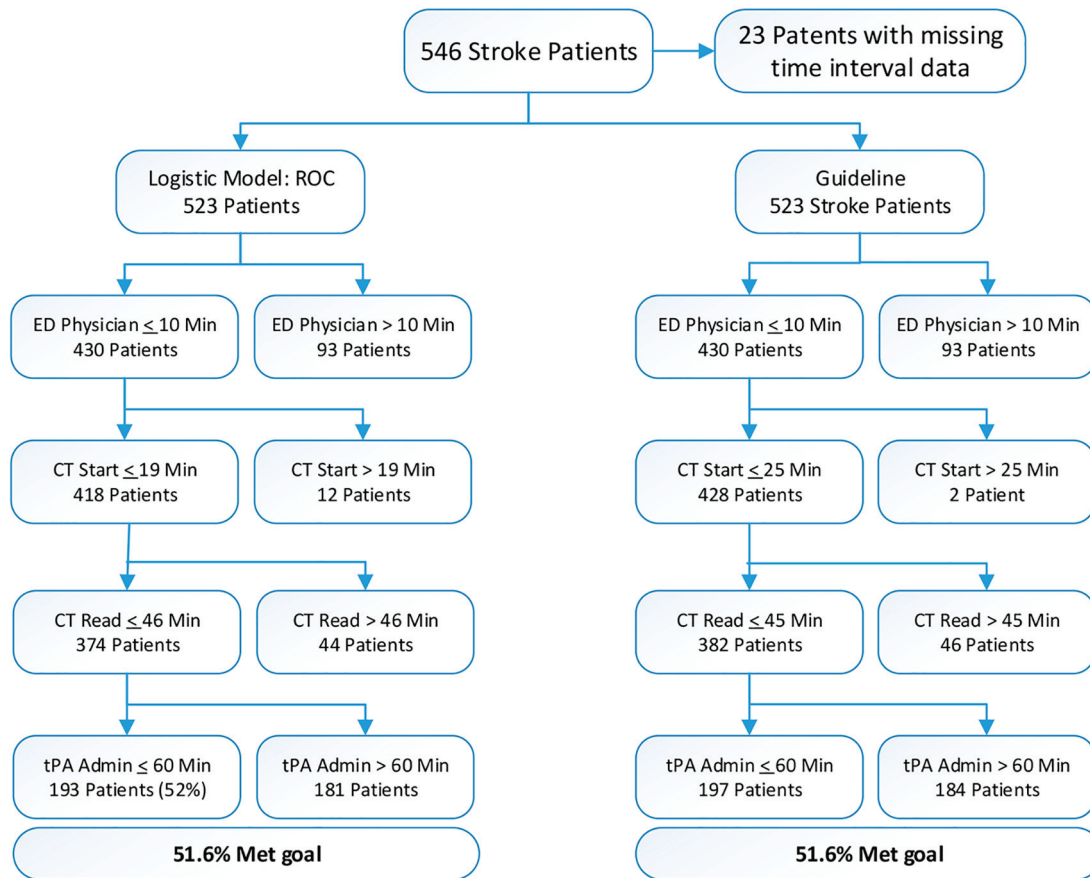 546 Stroke Patients
23 Patents with missing
time interval data
Logistic Model: ROC
523 Patients
Guideline
523 Stroke Patients
ED Physician ≤ 10 Min
430 Patients
ED Physician > 10 Min
93 Patients
ED Physician ≤ 10 Min
430 Patients
ED Physician > 10 Min
93 Patients
CT Start ≤ 19 Min
418 Patients
CT Start > 19 Min
12 Patients
CT Start ≤ 25 Min
428 Patients
CT Start > 25 Min
2 Patient
CT Read ≤ 46 Min
374 Patients
CT Read > 46 Min
44 Patients
CT Read ≤ 45 Min
382 Patients
CT Read > 45 Min
46 Patients
tPA Admin ≤ 60 Min
193 Patients (52%)
tPA Admin > 60 Min
181 Patients
tPA Admin ≤ 60 Min
197 Patients
tPA Admin > 60 Min
184 Patients
51.6% Met goal
51.6% Met goal